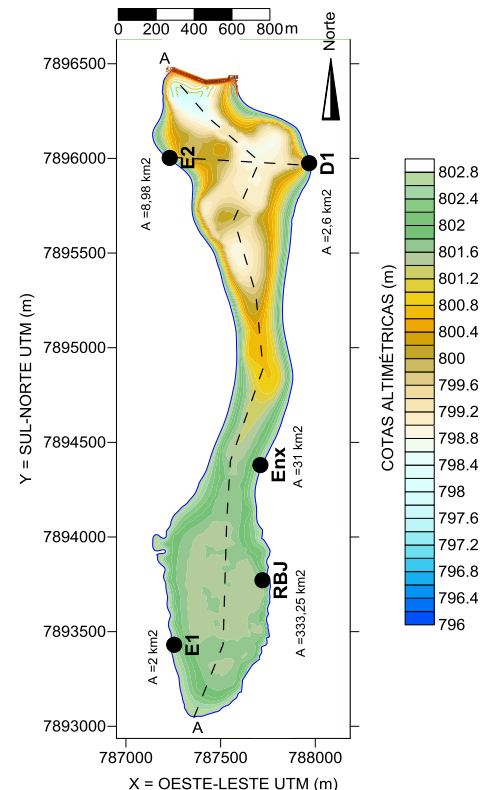 0 200 400 600 800m
Norte
A
7896500
7896000
7895500
7895000
7894500
7894000
7893500
7893000
Y = SUL-NORTE UTM (m)
E2
A =8,98 km2
D1
A =2,6 km2
Enx
A =31 km2
RBJ
A =333,25 km2
E1
A =2 km2
A
787000 787500 788000
X = OESTE-LESTE UTM (m)
COTAS ALTIMÉTRICAS (m)
802.8
802.4
802
801.6
801.2
800.8
800.4
800
799.6
799.2
798.8
798.4
798
797.6
797.2
796.8
796.4
796